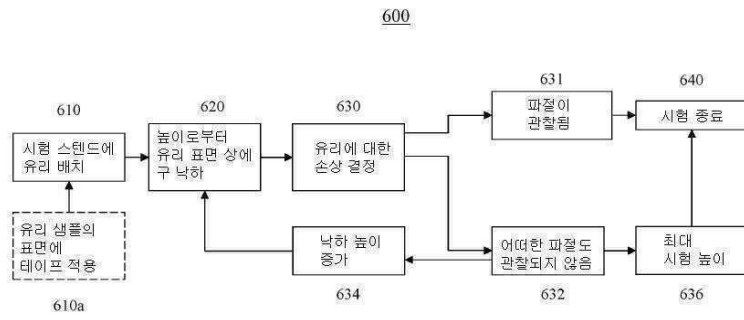 600
610
시험 스텐드에
유리 배치
유리 샘플의
표면에
테이프 적용
610a
620
높이로부터
유리 표면 상에
구 낙하
630
유리에 대한
손상 결정
631
파절이
관찰됨
640
시험 종료
낙하 높이
증가
634
어떠한 파절도
관찰되지 않음
632
최대
시험 높이
636